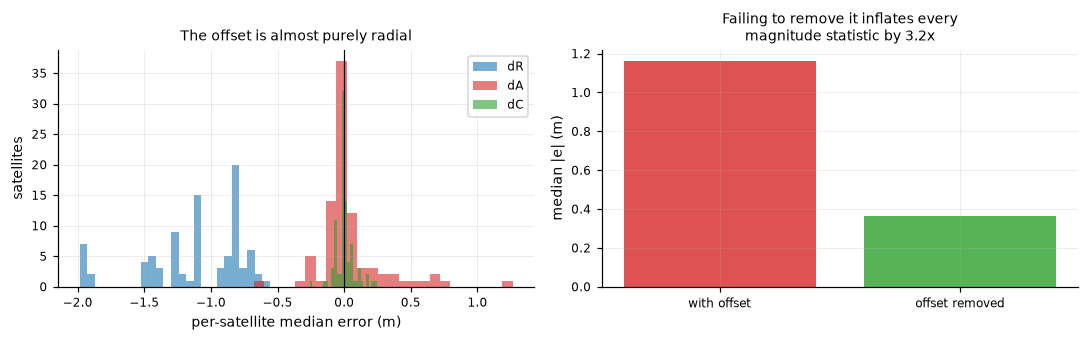 The offset is almost purely radial
dR
dA
dC
35
30
25
20
15
10
5
0
satellites
−2.0 −1.5 −1.0 −0.5 0.0 0.5 1.0
per-satellite median error (m)
Failing to remove it inflates every
magnitude statistic by 3.2x
1.2
1.0
0.8
0.6
0.4
0.2
0.0
median |e| (m)
with offset offset removed